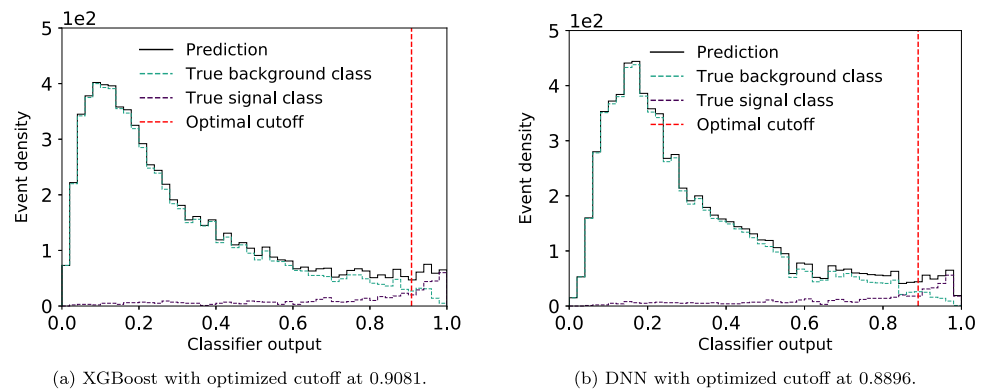 1e2
5
4
3
2
1
0
Event density
Prediction
True background class
True signal class
Optimal cutoff
0.0 0.2 0.4 0.6 0.8 1.0
Classifier output
(a) XGBoost with optimized cutoff at 0.9081.
1e2
5
4
3
2
1
0
Event density
Prediction
True background class
True signal class
Optimal cutoff
0.0 0.2 0.4 0.6 0.8 1.0
Classifier output
(b) DNN with optimized cutoff at 0.8896.